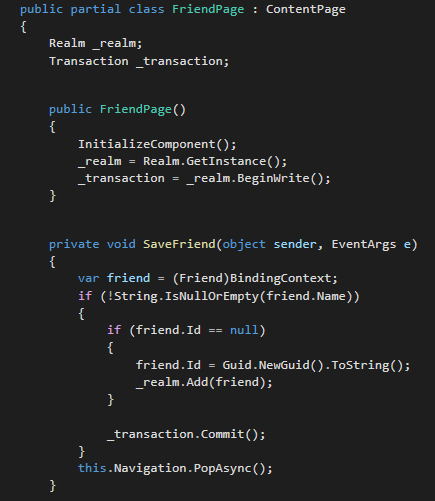 public partial class FriendPage : ContentPage
{
    Realm _realm;
    Transaction _transaction;

    public FriendPage()
    {
        InitializeComponent();
        _realm = Realm.GetInstance();
        _transaction = _realm.BeginWrite();
    }

    private void SaveFriend(object sender, EventArgs e)
    {
        var friend = (Friend)BindingContext;
        if (!String.IsNullOrEmpty(friend.Name))
        {
            if (friend.Id == null)
            {
                friend.Id = Guid.NewGuid().ToString();
                _realm.Add(friend);
            }

            _transaction.Commit();
        }
        this.Navigation.PopAsync();
    }